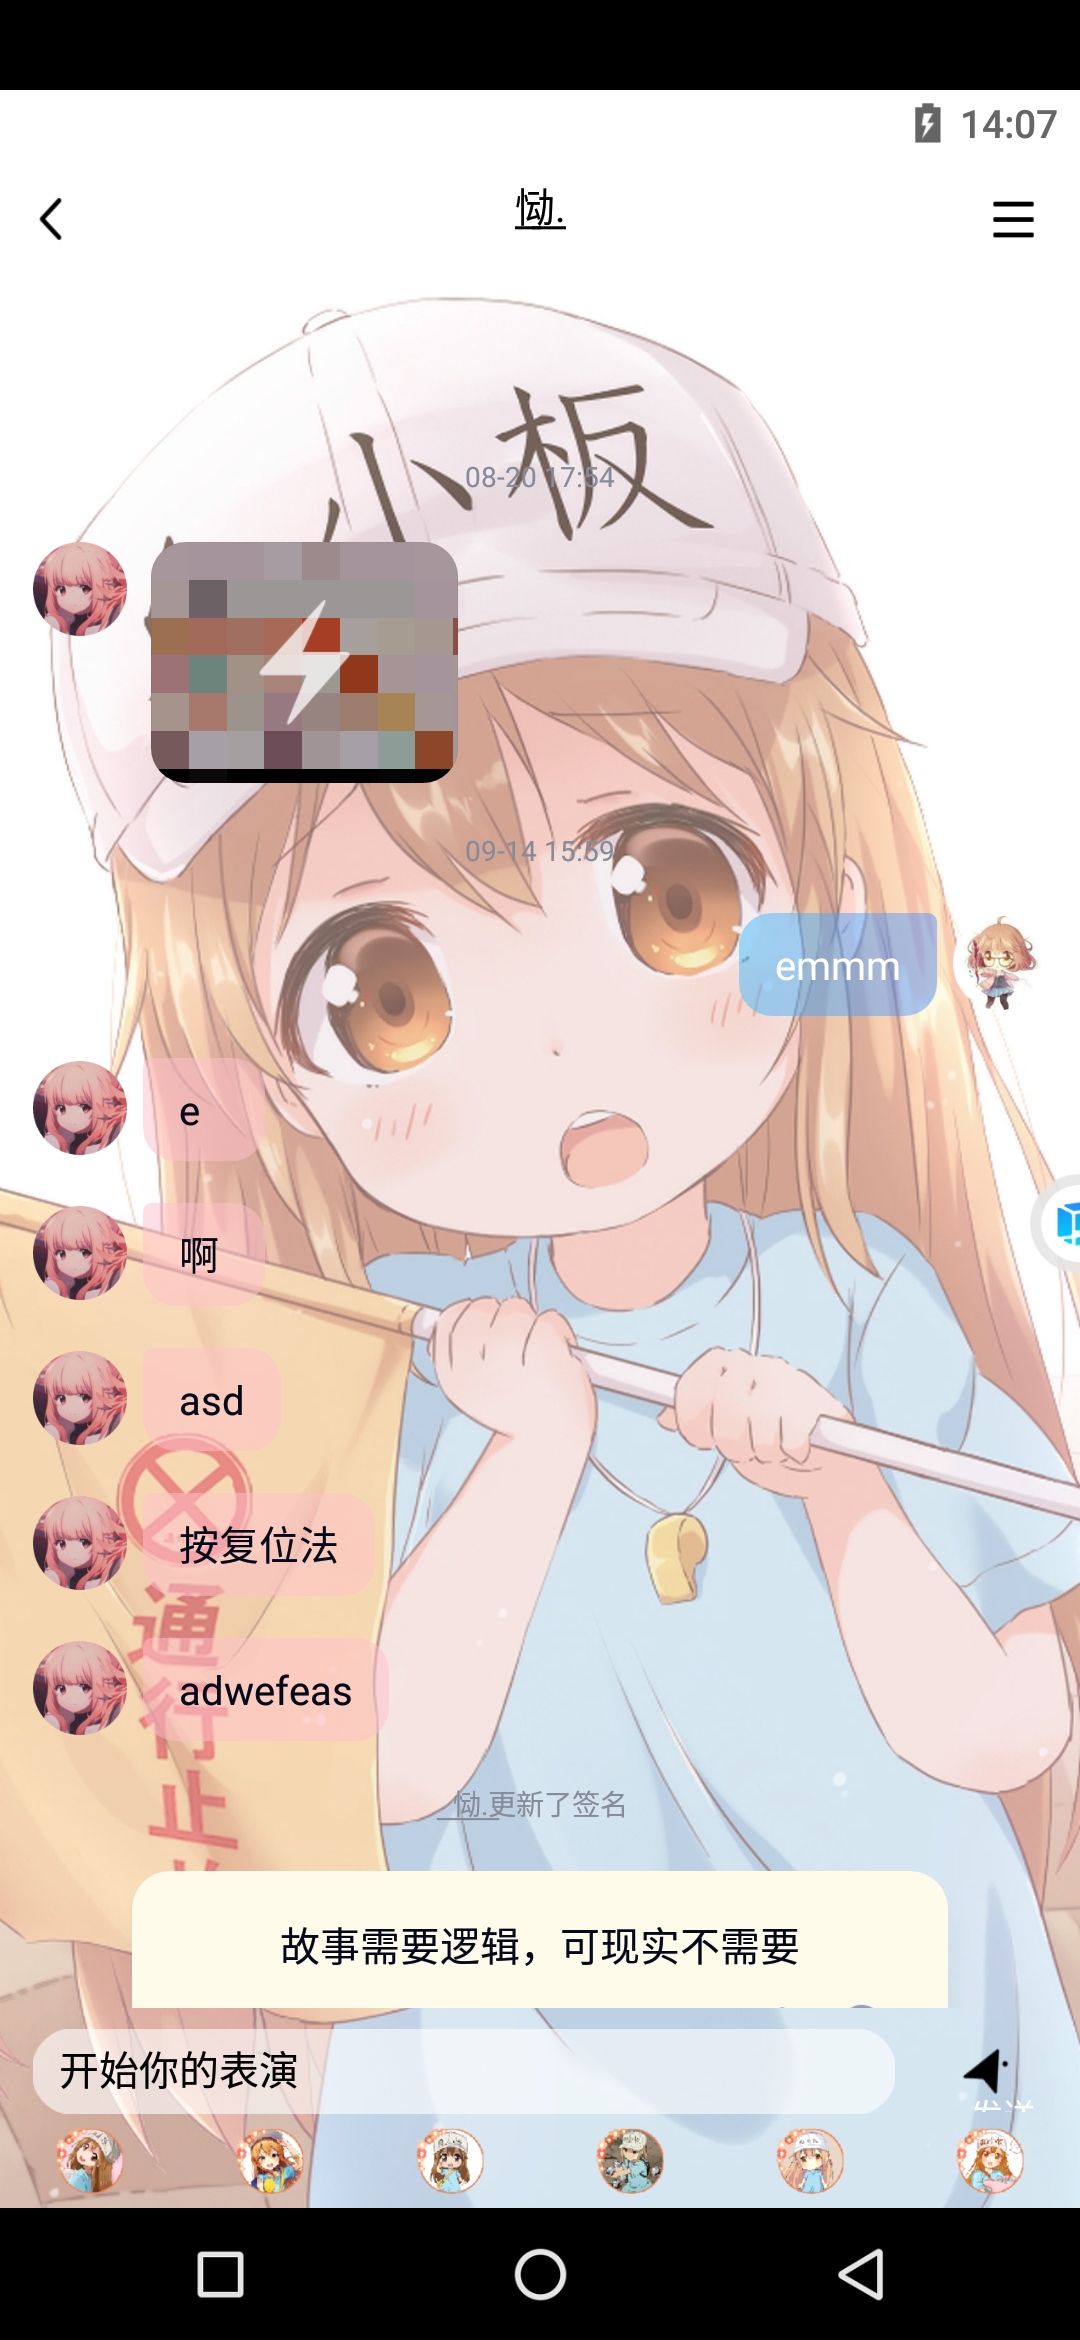 14:07
恸.
小板
08-20 17:54
09-14 15:59
emmm
e
啊
asd
按复位法
adwefeas
通行止
恸.更新了签名
故事需要逻辑，可现实不需要
开始你的表演